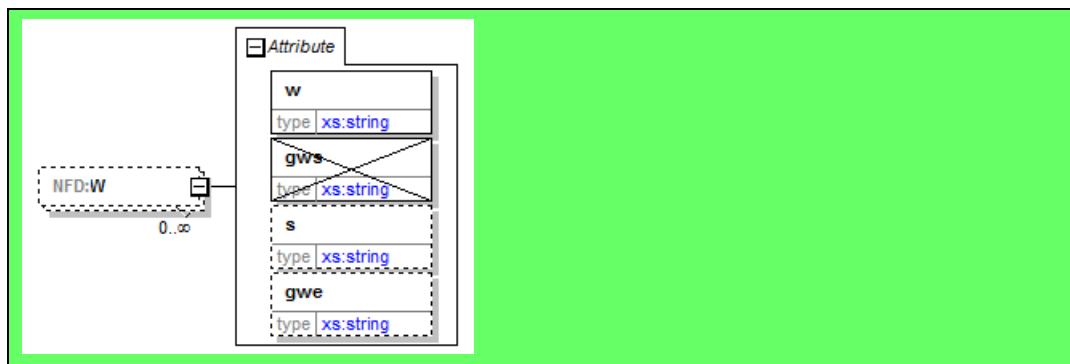 Attribute
w
type xs:string
gws
type xs:string
NFD:W
0..∞
s
type xs:string
gwe
type xs:string